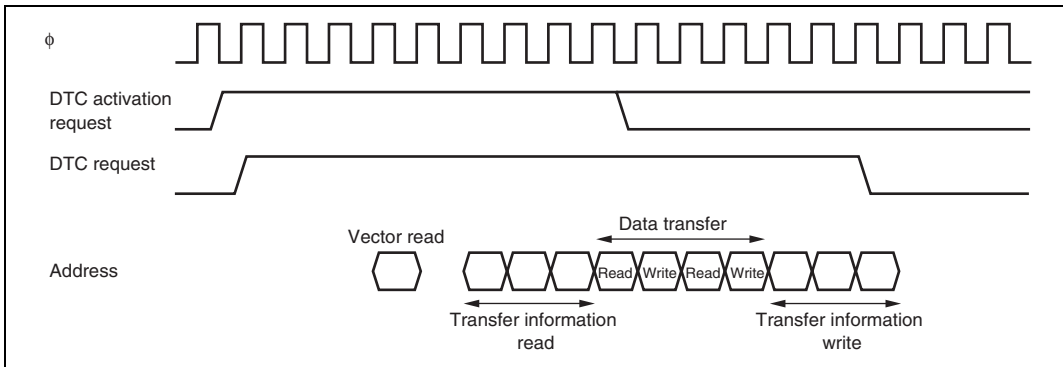 ϕ
DTC activation
request
DTC request
Data transfer
Vector read
Address
Read Write Read Write
Transfer information
read
Transfer information
write